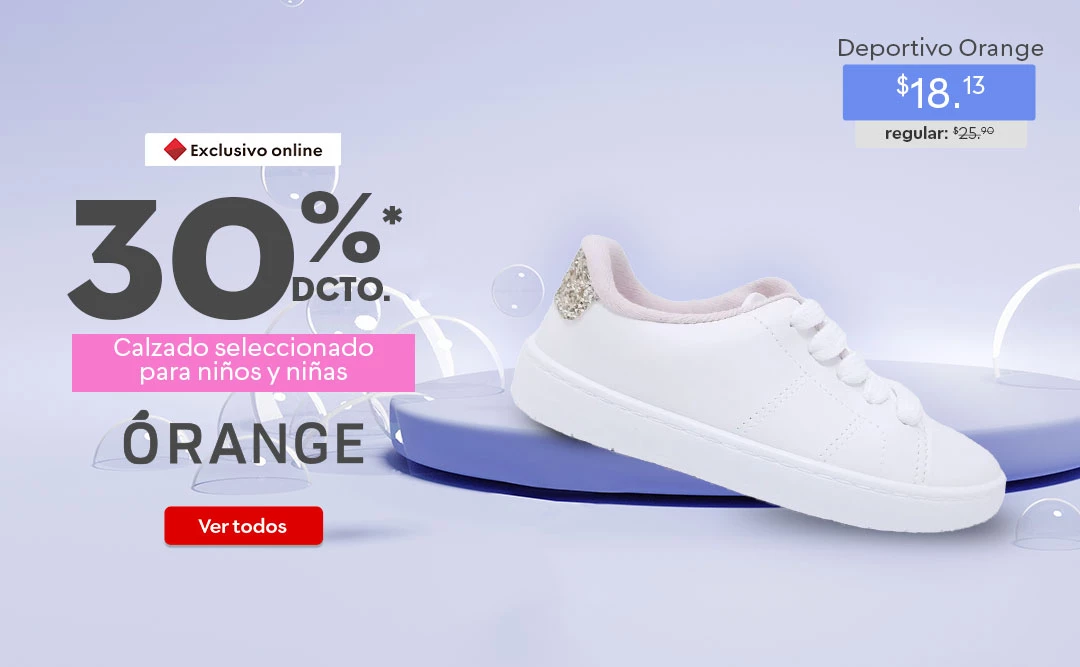 Deportivo Orange
$18.13
regular: $25.90
Exclusivo online
30%*
DCTO.
Calzado seleccionado
para niños y niñas
ÓRANGE
Ver todos